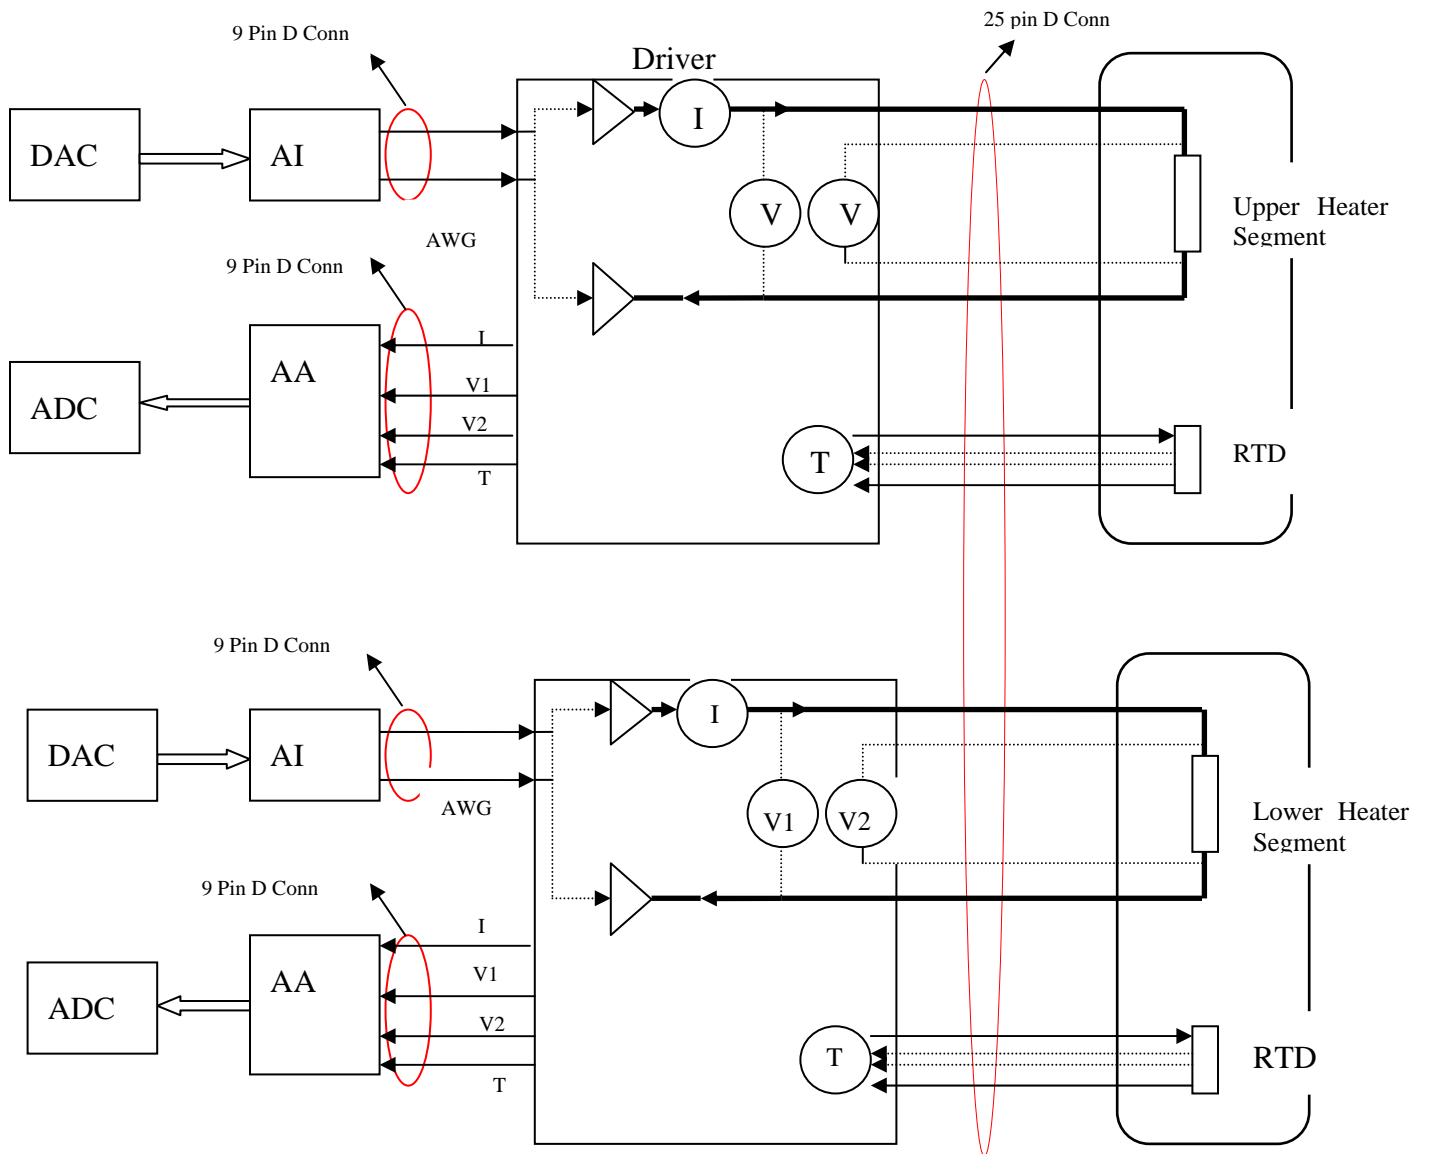 25 pin D Conn
9 Pin D Conn
Driver
DAC
AI
I
V
V
Upper Heater
Segment
AWG
9 Pin D Conn
I
AA
V1
ADC
V2
T
T
RTD
9 Pin D Conn
DAC
AI
I
AWG
V1
V2
Lower Heater
Segment
9 Pin D Conn
I
AA
V1
ADC
V2
T
T
RTD